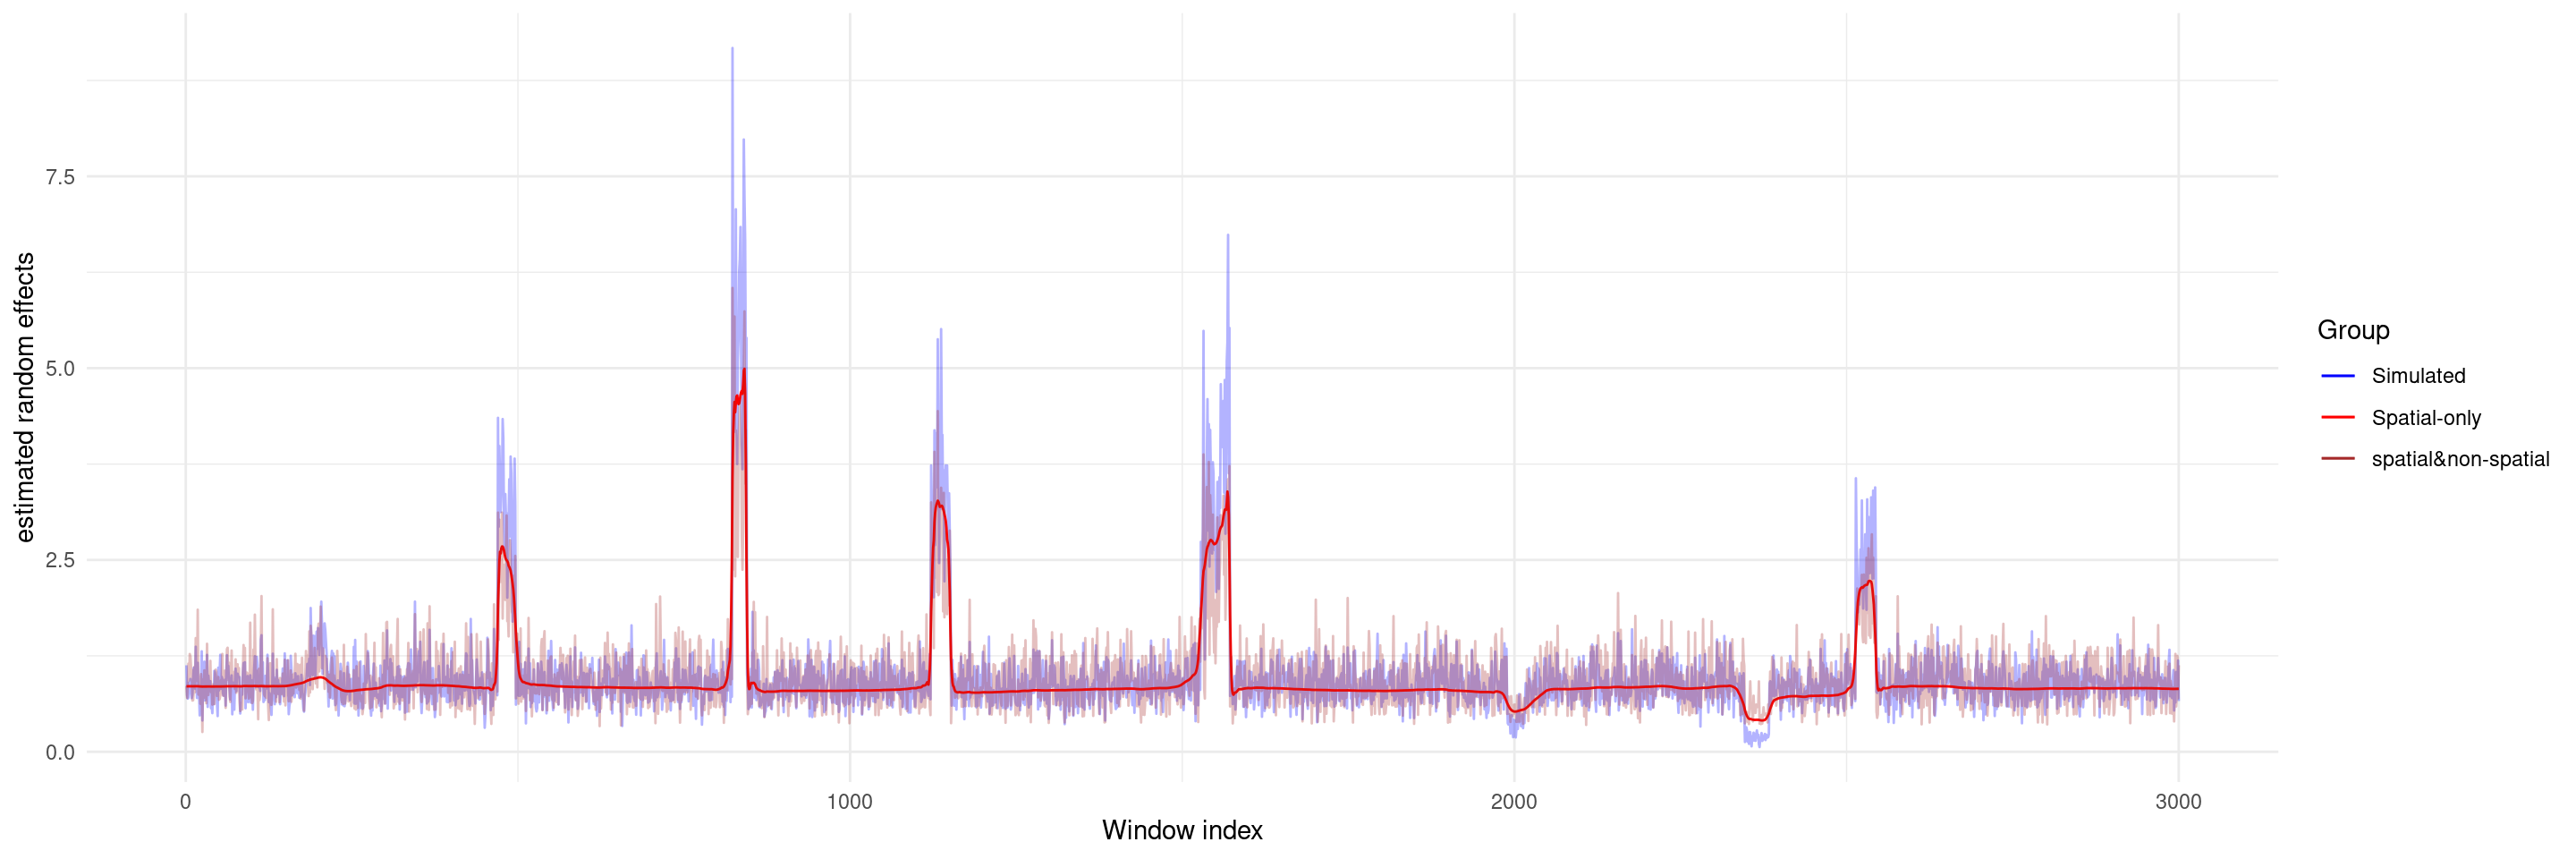 7.5
5.0
2.5
0.0
estimated random effects
0
1000
2000
3000
Window index
Group
Simulated
Spatial-only
spatial&non-spatial